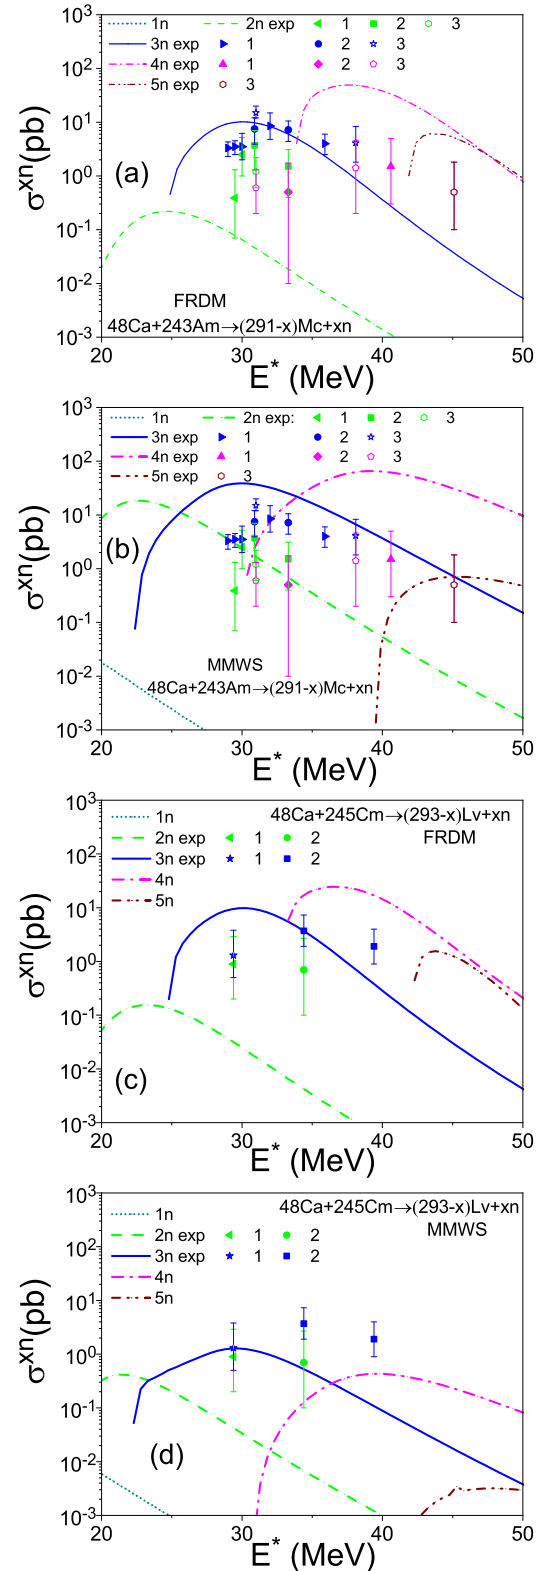 1n 2n exp 1 2 3
3n exp 1 2 3
4n exp 1 2 3
5n exp 3
10³
10²
10¹
10⁰
10⁻¹
10⁻²
10⁻³
σˣⁿ(pb)
(a)
FRDM
48Ca+243Am→(291-x)Mc+xn
20 30 40 50
E* (MeV)
1n 2n exp: 1 2 3
3n exp 1 2 3
4n exp 1 2 3
5n exp 3
10³
10²
10¹
10⁰
10⁻¹
10⁻²
10⁻³
σˣⁿ(pb)
(b)
MMWS
48Ca+243Am→(291-x)Mc+xn
20 30 40 50
E* (MeV)
48Ca+245Cm→(293-x)Lv+xn
FRDM
1n
2n exp 1 2
3n exp 1 2
4n
5n
10³
10²
10¹
10⁰
10⁻¹
10⁻²
10⁻³
σˣⁿ(pb)
(c)
20 30 40 50
E* (MeV)
48Ca+245Cm→(293-x)Lv+xn
MMWS
1n
2n exp 1 2
3n exp 1 2
4n
5n
10³
10²
10¹
10⁰
10⁻¹
10⁻²
10⁻³
σˣⁿ(pb)
(d)
20 30 40 50
E* (MeV)